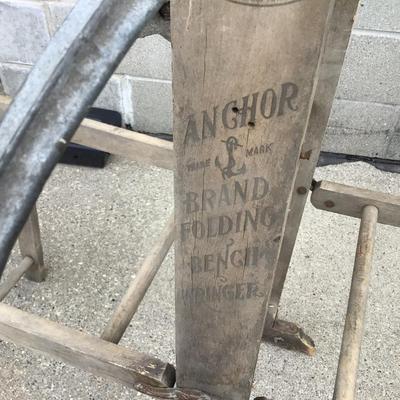 ANCHOR
TRADE MARK
BRAND
FOLDING
BENCH
WRINGER